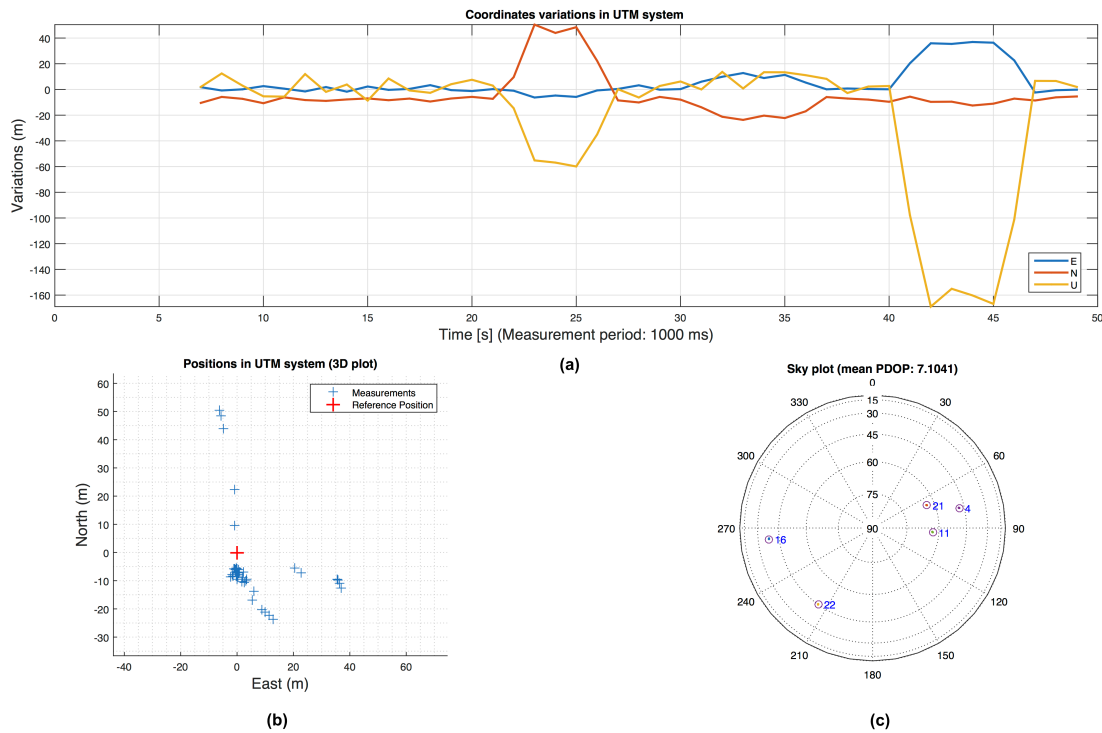 Coordinates variations in UTM system
Variations (m)
40
20
0
-20
-40
-60
-80
-100
-120
-140
-160
E
N
U
0 5 10 15 20 25 30 35 40 45 50
Time [s] (Measurement period: 1000 ms)
(a)
Positions in UTM system (3D plot)
Measurements
Reference Position
North (m)
60
50
40
30
20
10
0
-10
-20
-30
-40 -20 0 20 40 60
East (m)
(b)
Sky plot (mean PDOP: 7.1041)
0
330 15 30
30
45
300 60 60
75
21 4
270 90 90
11
16
240 22 120
210 150
180
(c)